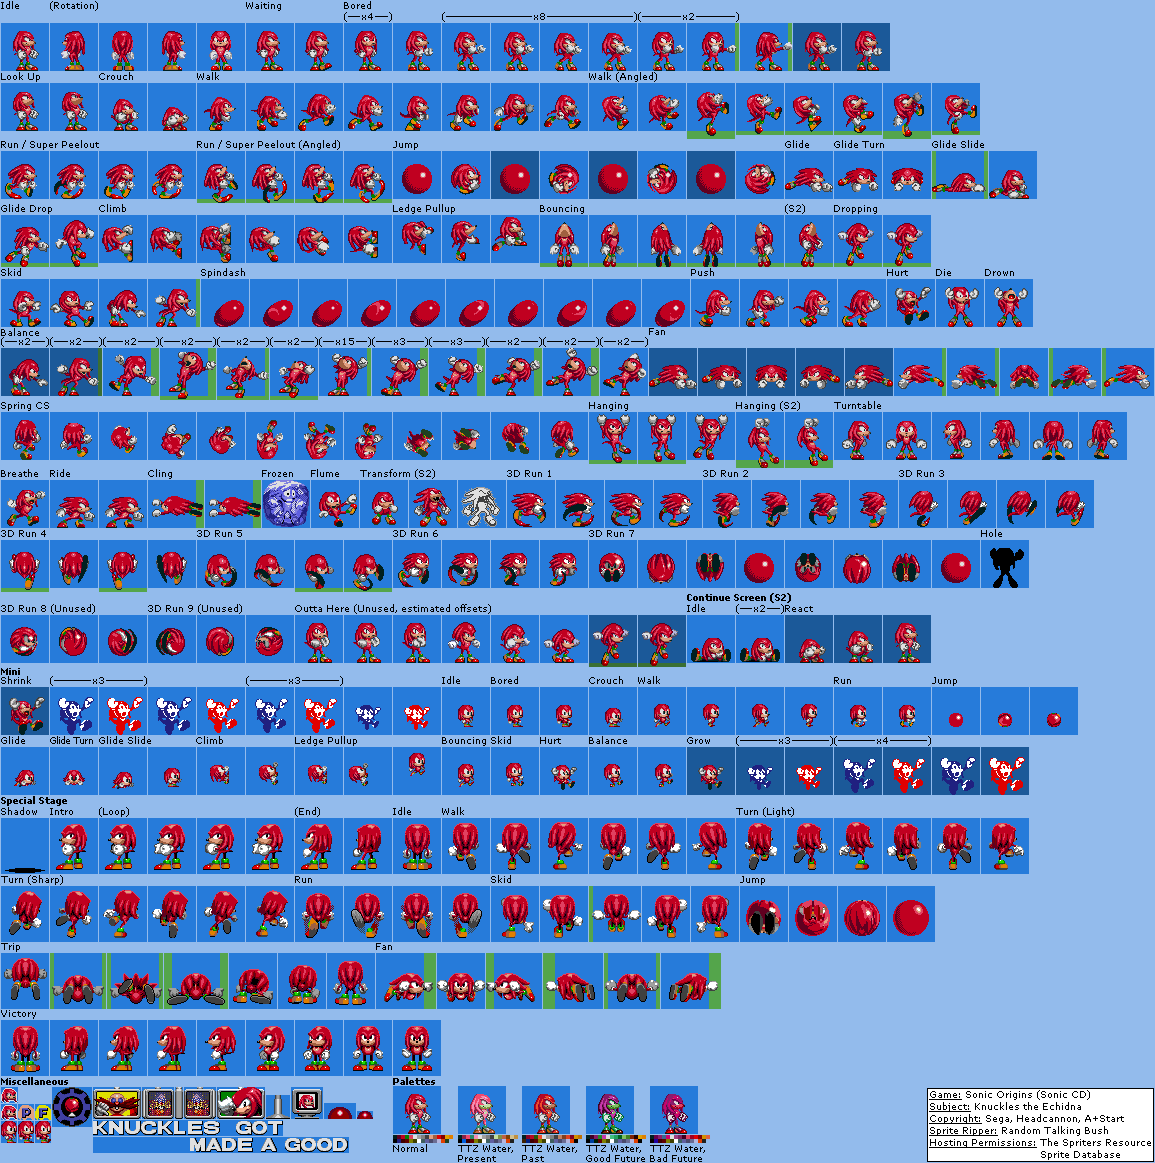 Idle (Rotation) Waiting Bored
(—x4—) (———x8———)(—x2—)
Look Up Crouch Walk Walk (Angled)
Run / Super Peelout Run / Super Peelout (Angled) Jump Glide Glide Turn Glide Slide
Glide Drop Climb Ledge Pullup Bouncing (S2) Dropping
Skid Spindash Push Hurt Die Drown
Balance Fan
(—x2—)(—x2—)(—x2—)(—x2—)(—x2—)(—x2—)(—x15—)(—x3—)(—x3—)(—x2—)(—x2—)(—x2—)
Spring CS Hanging Hanging (S2) Turntable
Breathe Ride Cling Frozen Flume Transform (S2) 3D Run 1 3D Run 2 3D Run 3
3D Run 4 3D Run 5 3D Run 6 3D Run 7 Hole
Continue Screen (S2)
3D Run 8 (Unused) 3D Run 9 (Unused) Outta Here (Unused, estimated offsets) Idle (—x2—)React
Mini
Shrink (———x3———) (———x3———) Idle Bored Crouch Walk Run Jump
Glide Glide Turn Glide Slide Climb Ledge Pullup Bouncing Skid Hurt Balance Grow (———x3———)(———x4———)
Special Stage
Shadow Intro (Loop) (End) Idle Walk Turn (Light)
Turn (Sharp) Run Skid Jump
Trip Fan
Victory
Miscellaneous Palettes
P F
KNUCKLES GOT
MADE A GOOD
Normal TTZ Water, Present TTZ Water, Past TTZ Water, Good Future TTZ Water, Bad Future
Game: Sonic Origins (Sonic CD)
Subject: Knuckles the Echidna
Copyright: Sega, Headcannon, A+Start
Sprite Ripper: Random Talking Bush
Hosting Permissions: The Spriters Resource
Sprite Database